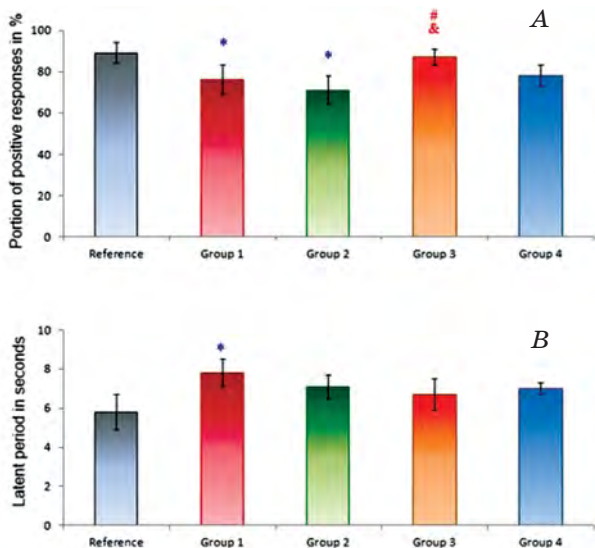 Portion of positive responses in %
100
80
60
40
20
0
*
*
#
&
A
Reference Group 1 Group 2 Group 3 Group 4
Latent period in seconds
10
8
6
4
2
0
*
B
Reference Group 1 Group 2 Group 3 Group 4